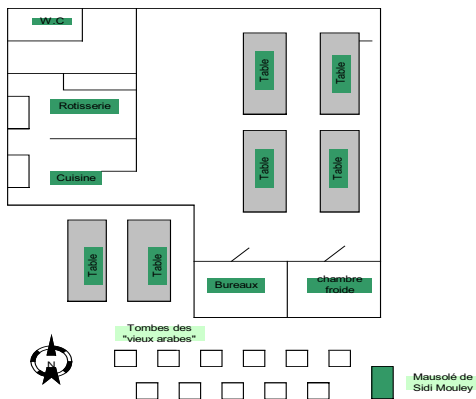 W.C
Table
Table
Rotisserie
Table
Table
Cuisine
Table
Table
Bureaux
chambre
froide
Tombes des
"vieux arabes"
N
Mausolé de
Sidi Mouley